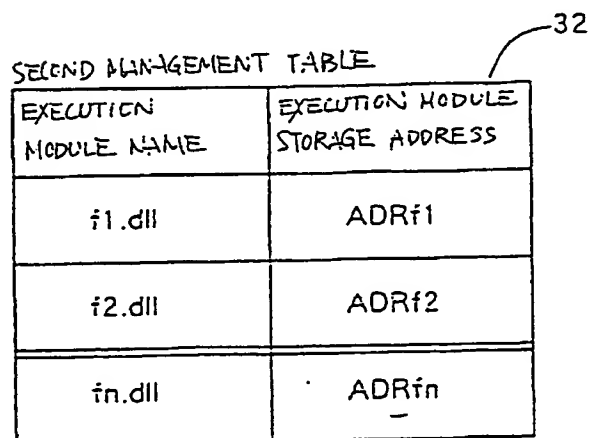 32
SECOND MANAGEMENT TABLE
EXECUTION MODULE NAME
EXECUTION MODULE STORAGE ADDRESS
f1.dll ADRf1
f2.dll ADRf2
fn.dll ADRfn